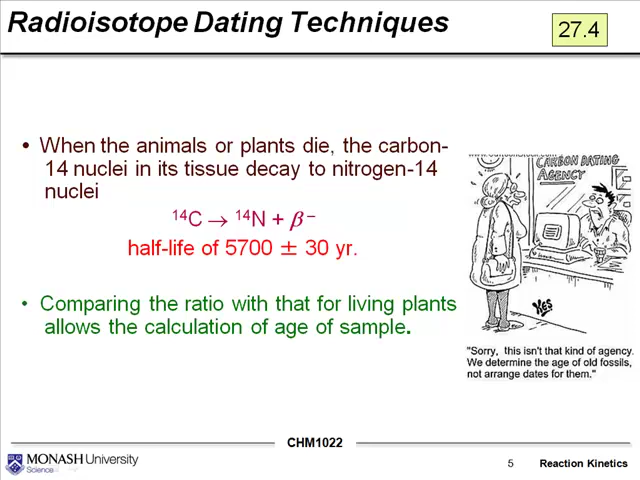 Radioisotope Dating Techniques
27.4
• When the animals or plants die, the carbon-
14 nuclei in its tissue decay to nitrogen-14
nuclei
¹⁴C → ¹⁴N + β⁻
half-life of 5700 ± 30 yr.
• Comparing the ratio with that for living plants
allows the calculation of age of sample.
CARBON DATING
AGENCY
"Sorry, this isn't that kind of agency.
We determine the age of old fossils,
not arrange dates for them."
CHM1022
MONASH University
Science
5 Reaction Kinetics